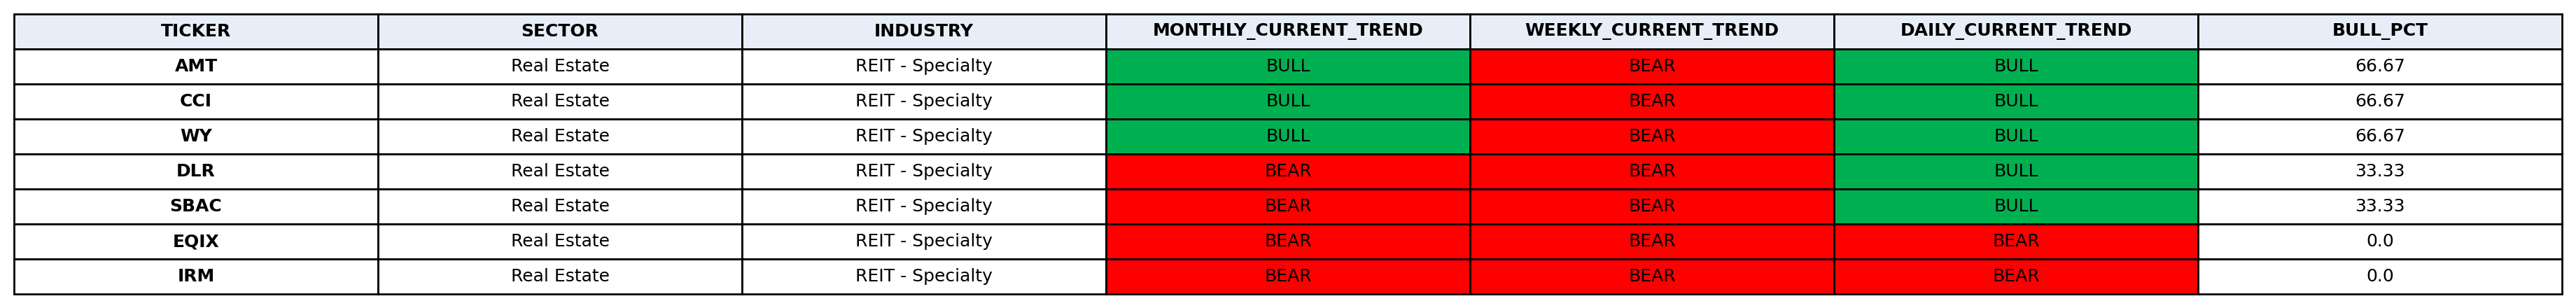 TICKER SECTOR INDUSTRY MONTHLY_CURRENT_TREND WEEKLY_CURRENT_TREND DAILY_CURRENT_TREND BULL_PCT
AMT Real Estate REIT - Specialty BULL BEAR BULL 66.67
CCI Real Estate REIT - Specialty BULL BEAR BULL 66.67
WY Real Estate REIT - Specialty BULL BEAR BULL 66.67
DLR Real Estate REIT - Specialty BEAR BEAR BULL 33.33
SBAC Real Estate REIT - Specialty BEAR BEAR BULL 33.33
EQIX Real Estate REIT - Specialty BEAR BEAR BEAR 0.0
IRM Real Estate REIT - Specialty BEAR BEAR BEAR 0.0